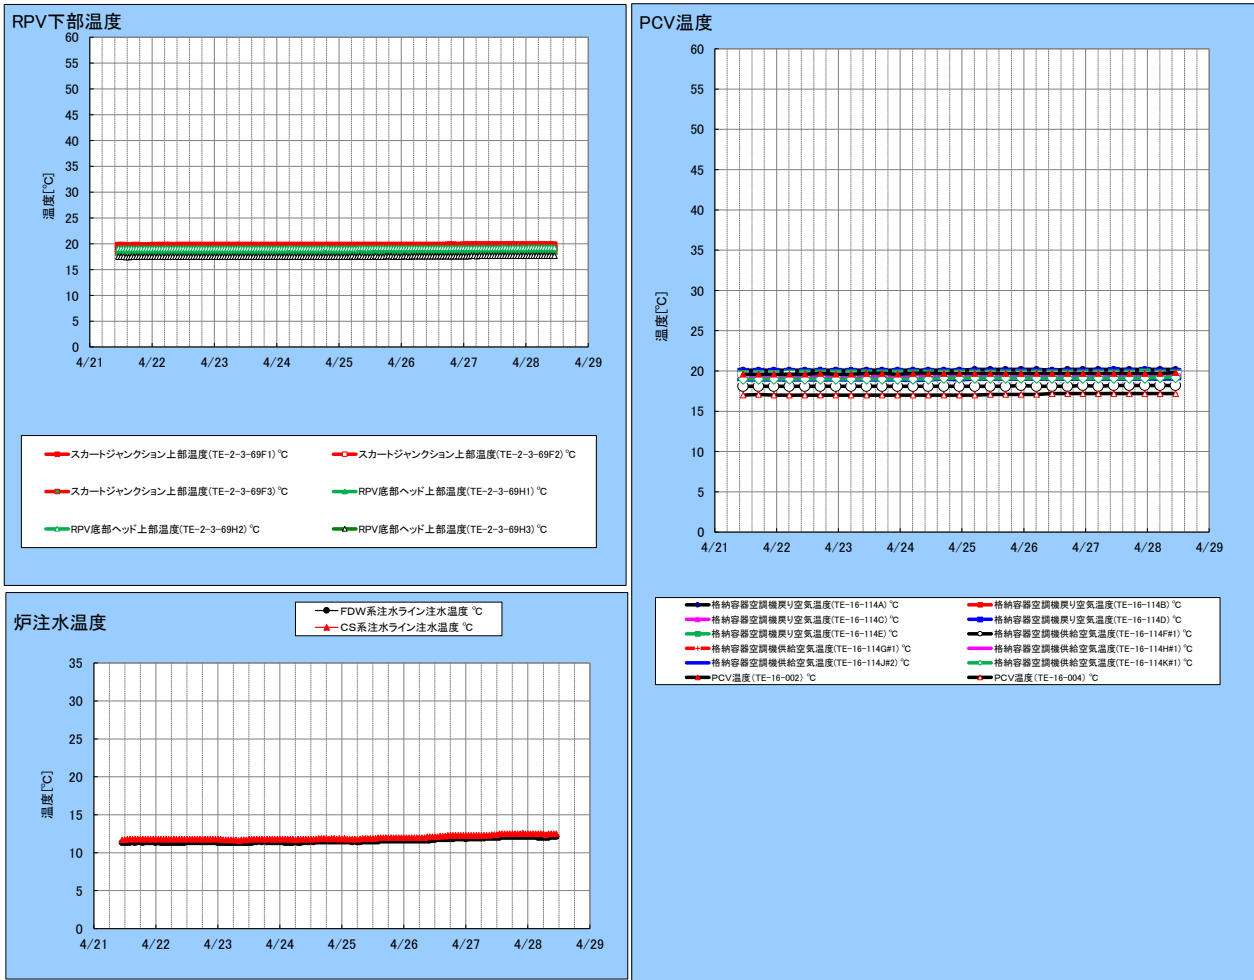 RPV下部温度
60
55
50
45
40
35
30
25
20
15
10
5
0
温度[℃]
4/21 4/22 4/23 4/24 4/25 4/26 4/27 4/28 4/29
スカートジャンクション上部温度(TE-2-3-69F1) ℃ スカートジャンクション上部温度(TE-2-3-69F2) ℃
スカートジャンクション上部温度(TE-2-3-69F3) ℃ RPV底部ヘッド上部温度(TE-2-3-69H1) ℃
RPV底部ヘッド上部温度(TE-2-3-69H2) ℃ RPV底部ヘッド上部温度(TE-2-3-69H3) ℃
炉注水温度
FDW系注水ライン注水温度 ℃
CS系注水ライン注水温度 ℃
35
30
25
20
15
10
5
0
温度[℃]
4/21 4/22 4/23 4/24 4/25 4/26 4/27 4/28 4/29
PCV温度
60
55
50
45
40
35
30
25
20
15
10
5
0
温度[℃]
4/21 4/22 4/23 4/24 4/25 4/26 4/27 4/28 4/29
格納容器空調機戻り空気温度(TE-16-114A) ℃ 格納容器空調機戻り空気温度(TE-16-114B) ℃
格納容器空調機戻り空気温度(TE-16-114C) ℃ 格納容器空調機戻り空気温度(TE-16-114D) ℃
格納容器空調機戻り空気温度(TE-16-114E) ℃ 格納容器空調機供給空気温度(TE-16-114F#1) ℃
格納容器空調機供給空気温度(TE-16-114G#1) ℃ 格納容器空調機供給空気温度(TE-16-114H#1) ℃
格納容器空調機供給空気温度(TE-16-114J#2) ℃ 格納容器空調機供給空気温度(TE-16-114K#1) ℃
PCV温度(TE-16-002) ℃ PCV温度(TE-16-004) ℃